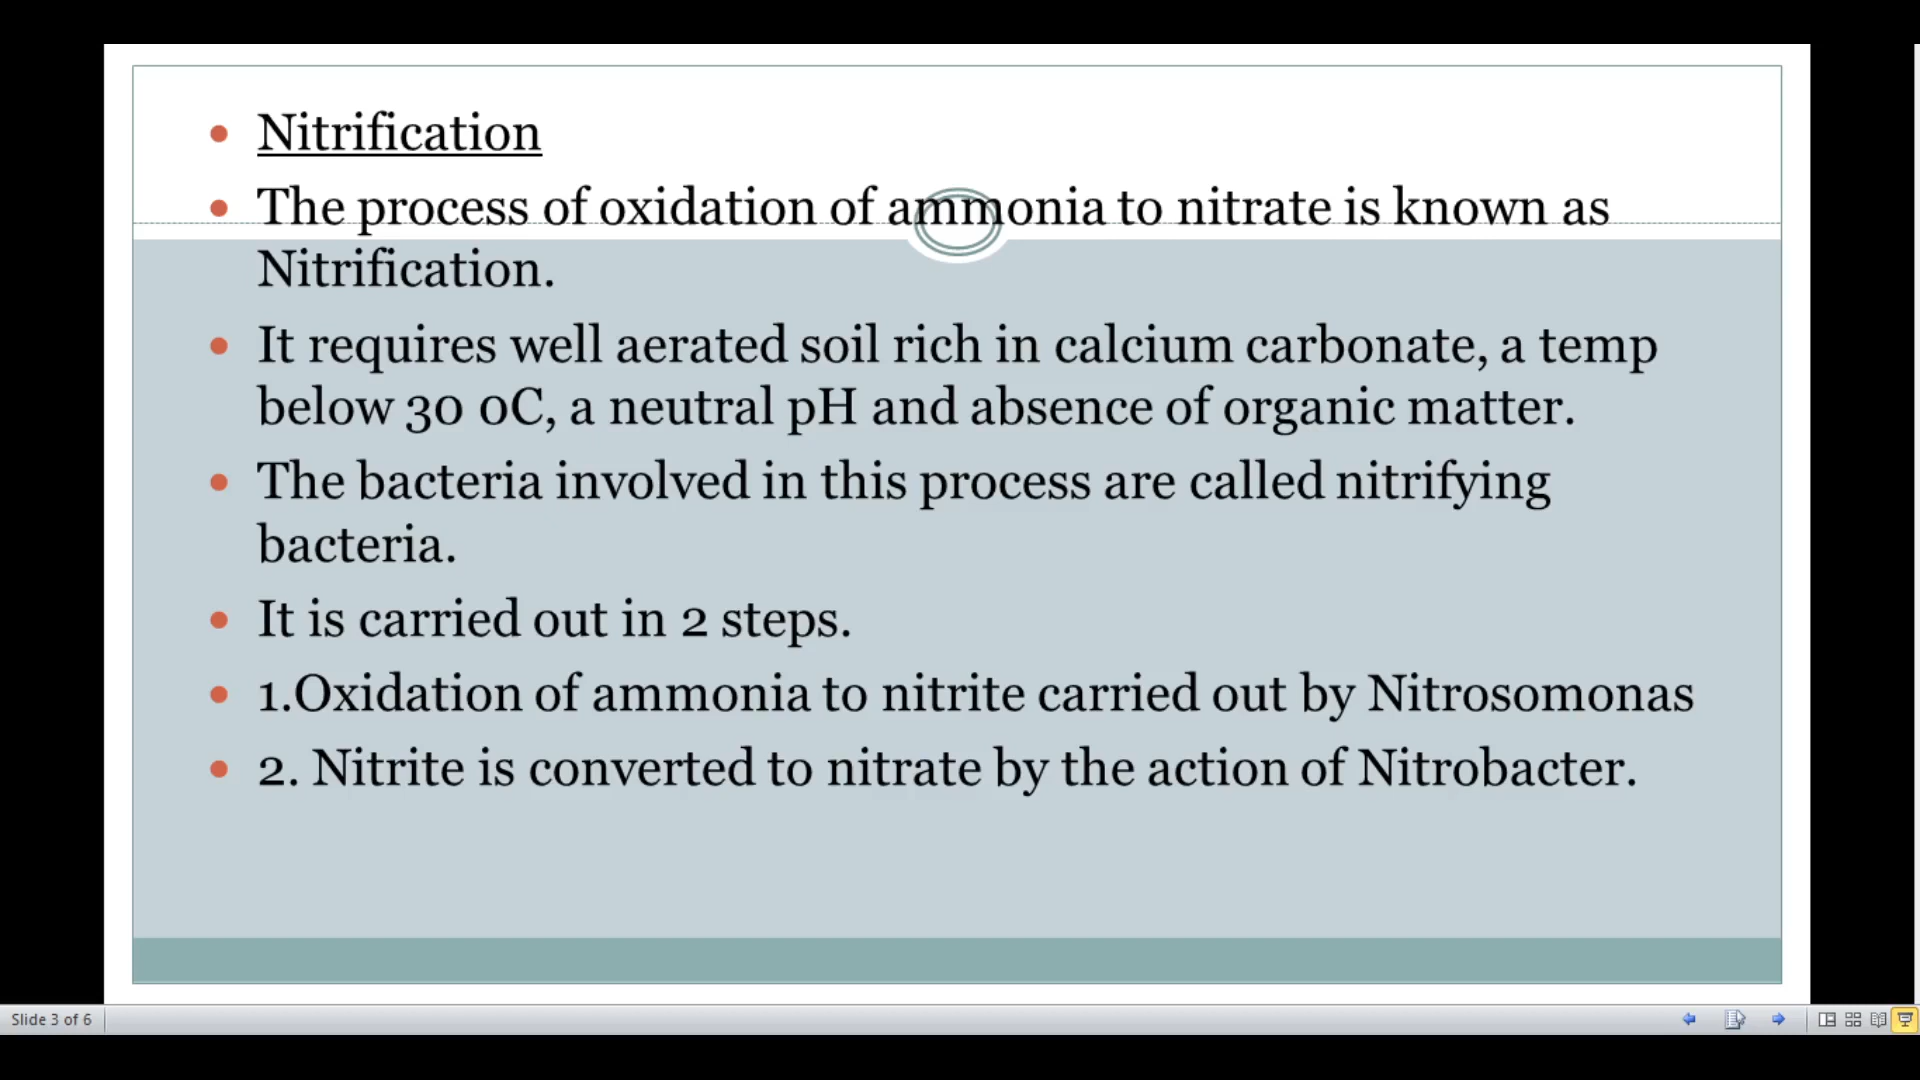 Nitrification
The process of oxidation of ammonia to nitrate is known as
Nitrification.
It requires well aerated soil rich in calcium carbonate, a temp
below 30 0C, a neutral pH and absence of organic matter.
The bacteria involved in this process are called nitrifying
bacteria.
It is carried out in 2 steps.
1.Oxidation of ammonia to nitrite carried out by Nitrosomonas
2. Nitrite is converted to nitrate by the action of Nitrobacter.
Slide 3 of 6